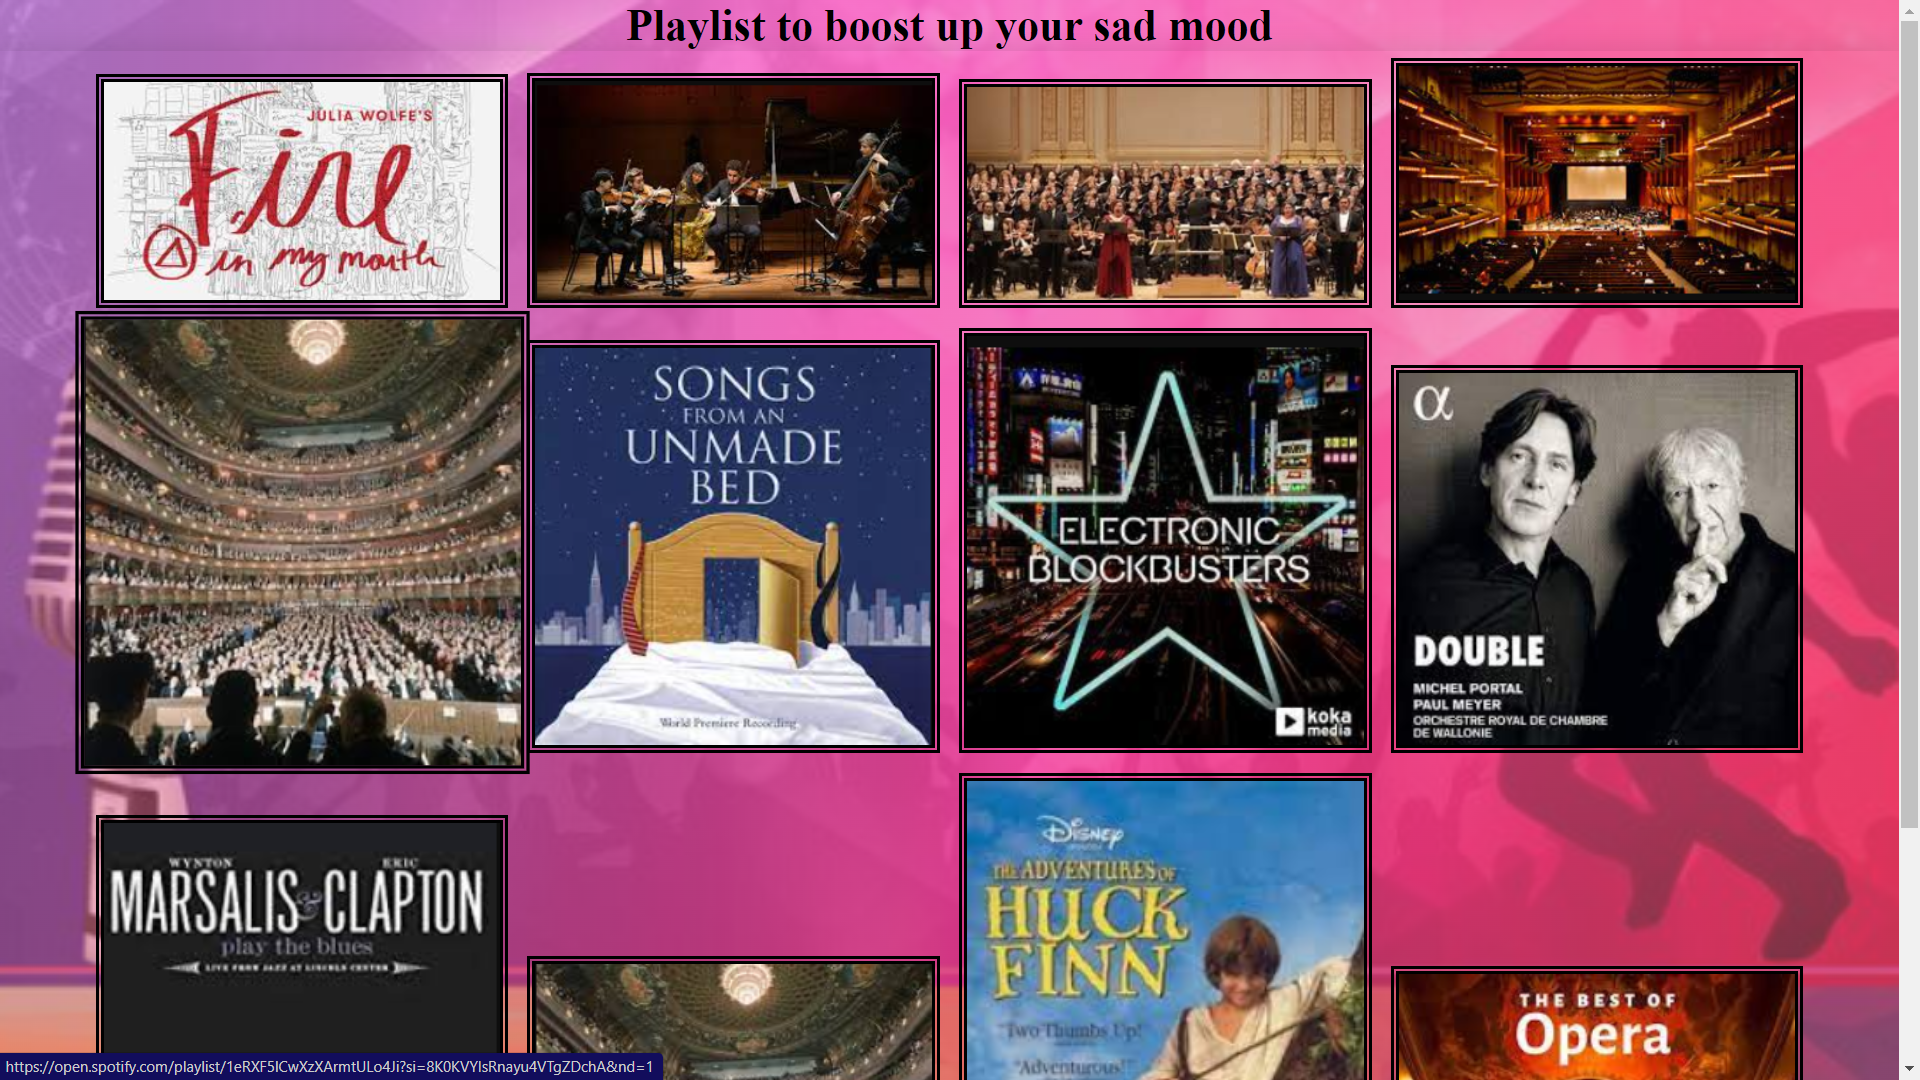 Playlist to boost up your sad mood
JULIA WOLFE'S
Fire
in my mouth
SONGS
FROM AN
UNMADE
BED
World Premiere Recording
ELECTRONIC
BLOCKBUSTERS
koka
media
α
DOUBLE
MICHEL PORTAL
PAUL MEYER
ORCHESTRE ROYAL DE CHAMBRE
DE WALLONIE
WYNTON ERIC
MARSALIS & CLAPTON
play the blues
LIVE FROM JAZZ AT LINCOLN CENTER
DISNEY
THE ADVENTURES OF
HUCK
FINN
"Two Thumbs Up!"
"Adventurous!"
THE BEST OF
Opera
https://open.spotify.com/playlist/1eRXF5ICwXzXArmtULo4Ji?si=8K0KVYlsRnayu4VTgZDchA&nd=1